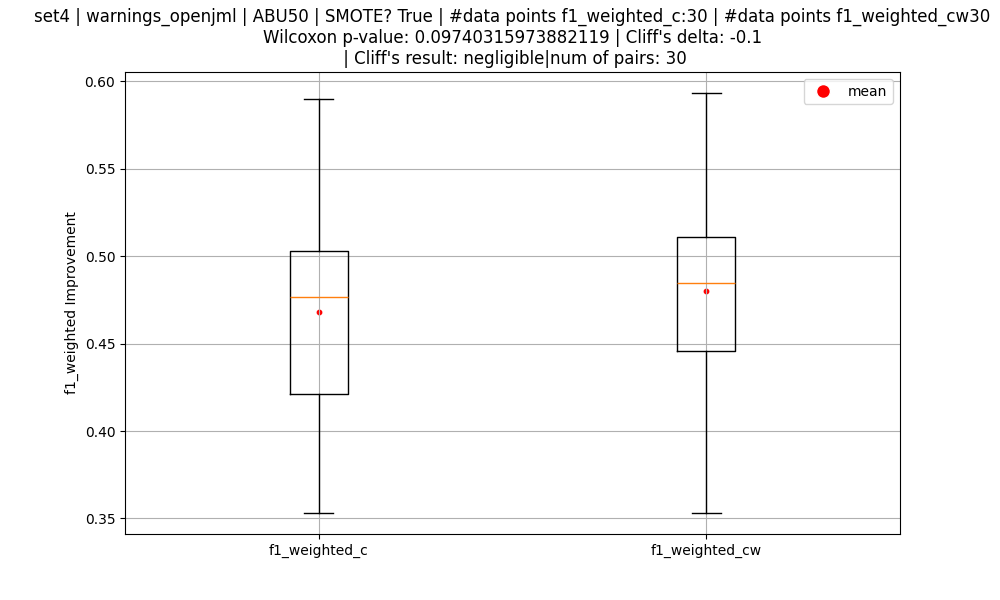 set4 | warnings_openjml | ABU50 | SMOTE? True | #data points f1_weighted_c:30 | #data points f1_weighted_cw30
Wilcoxon p-value: 0.09740315973882119 | Cliff's delta: -0.1
| Cliff's result: negligible|num of pairs: 30
mean
f1_weighted Improvement
0.60
0.55
0.50
0.45
0.40
0.35
f1_weighted_c
f1_weighted_cw